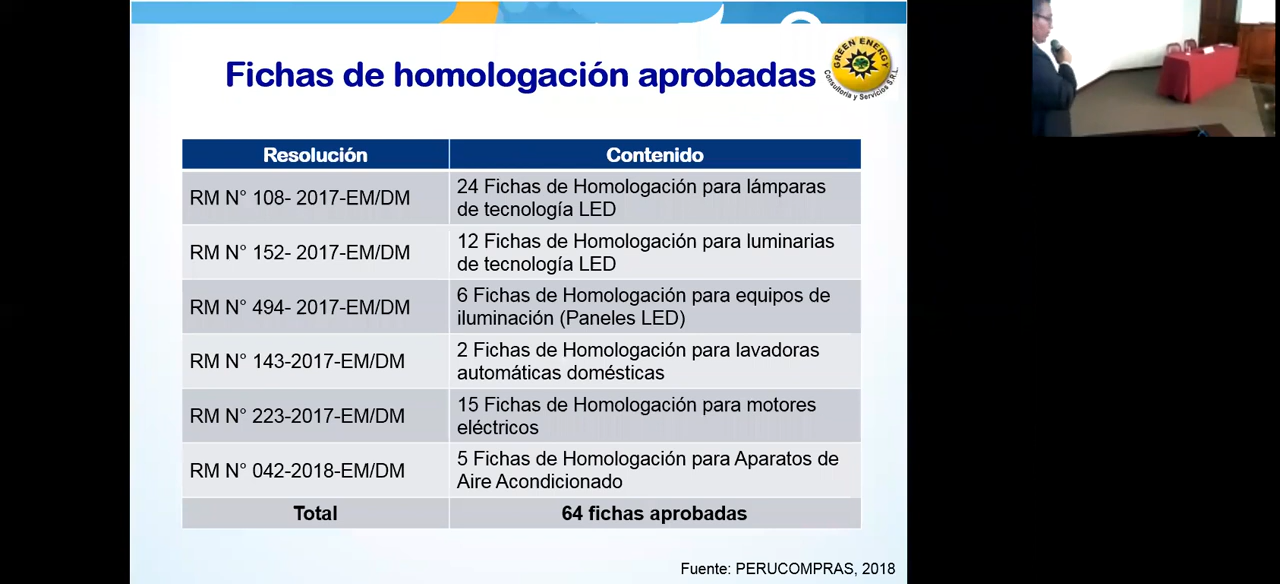 Fichas de homologación aprobadas
GREEN ENERGY
Consultoría y Servicios S.R.L.
Resolución Contenido
RM N° 108- 2017-EM/DM 24 Fichas de Homologación para lámparas
de tecnología LED
RM N° 152- 2017-EM/DM 12 Fichas de Homologación para luminarias
de tecnología LED
RM N° 494- 2017-EM/DM 6 Fichas de Homologación para equipos de
iluminación (Paneles LED)
RM N° 143-2017-EM/DM 2 Fichas de Homologación para lavadoras
automáticas domésticas
RM N° 223-2017-EM/DM 15 Fichas de Homologación para motores
eléctricos
RM N° 042-2018-EM/DM 5 Fichas de Homologación para Aparatos de
Aire Acondicionado
Total 64 fichas aprobadas
Fuente: PERUCOMPRAS, 2018